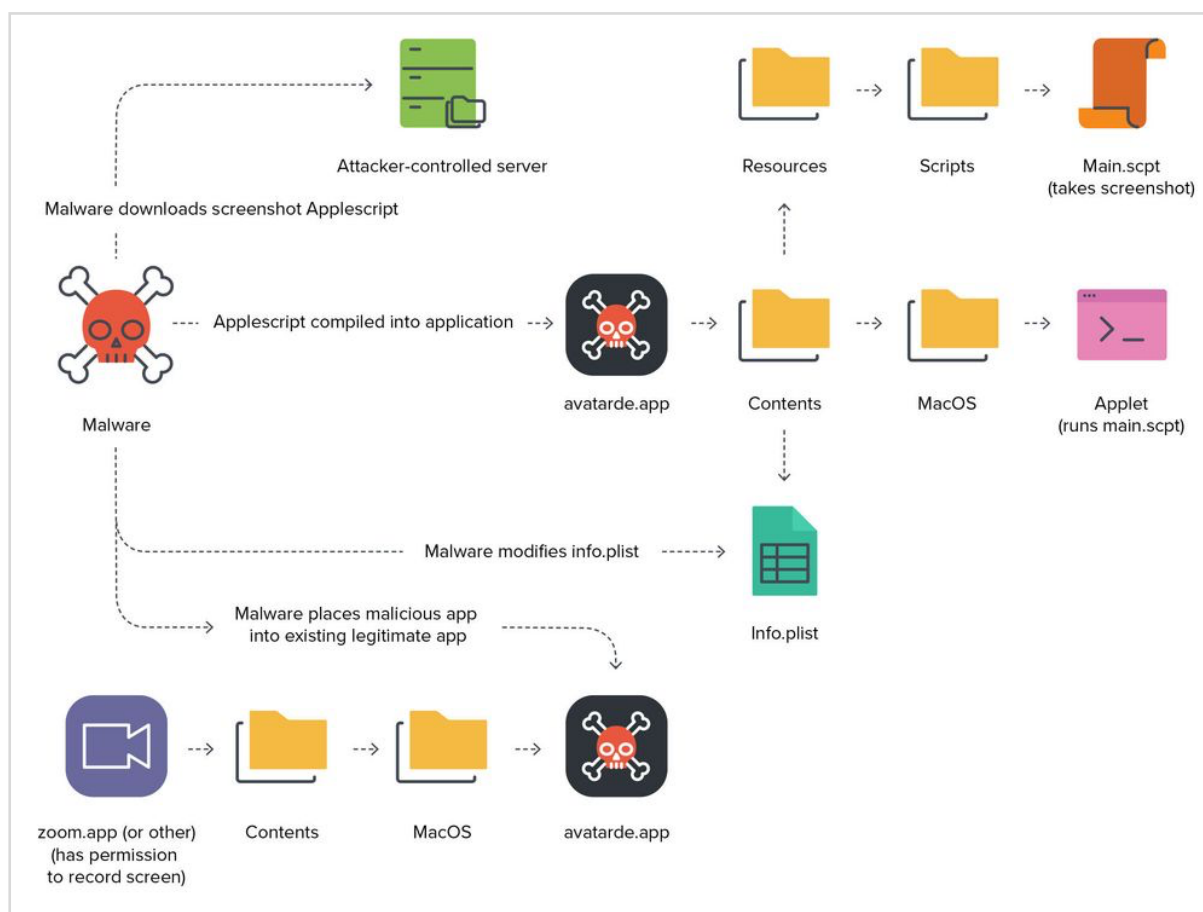 Attacker-controlled server
Resources
Scripts
Main.scpt
(takes screenshot)
Malware downloads screenshot Applescript
Applescript compiled into application
Malware
avatarde.app
Contents
MacOS
Applet
(runs main.scpt)
Malware modifies info.plist
Info.plist
Malware places malicious app
into existing legitimate app
zoom.app (or other)
(has permission
to record screen)
Contents
MacOS
avatarde.app